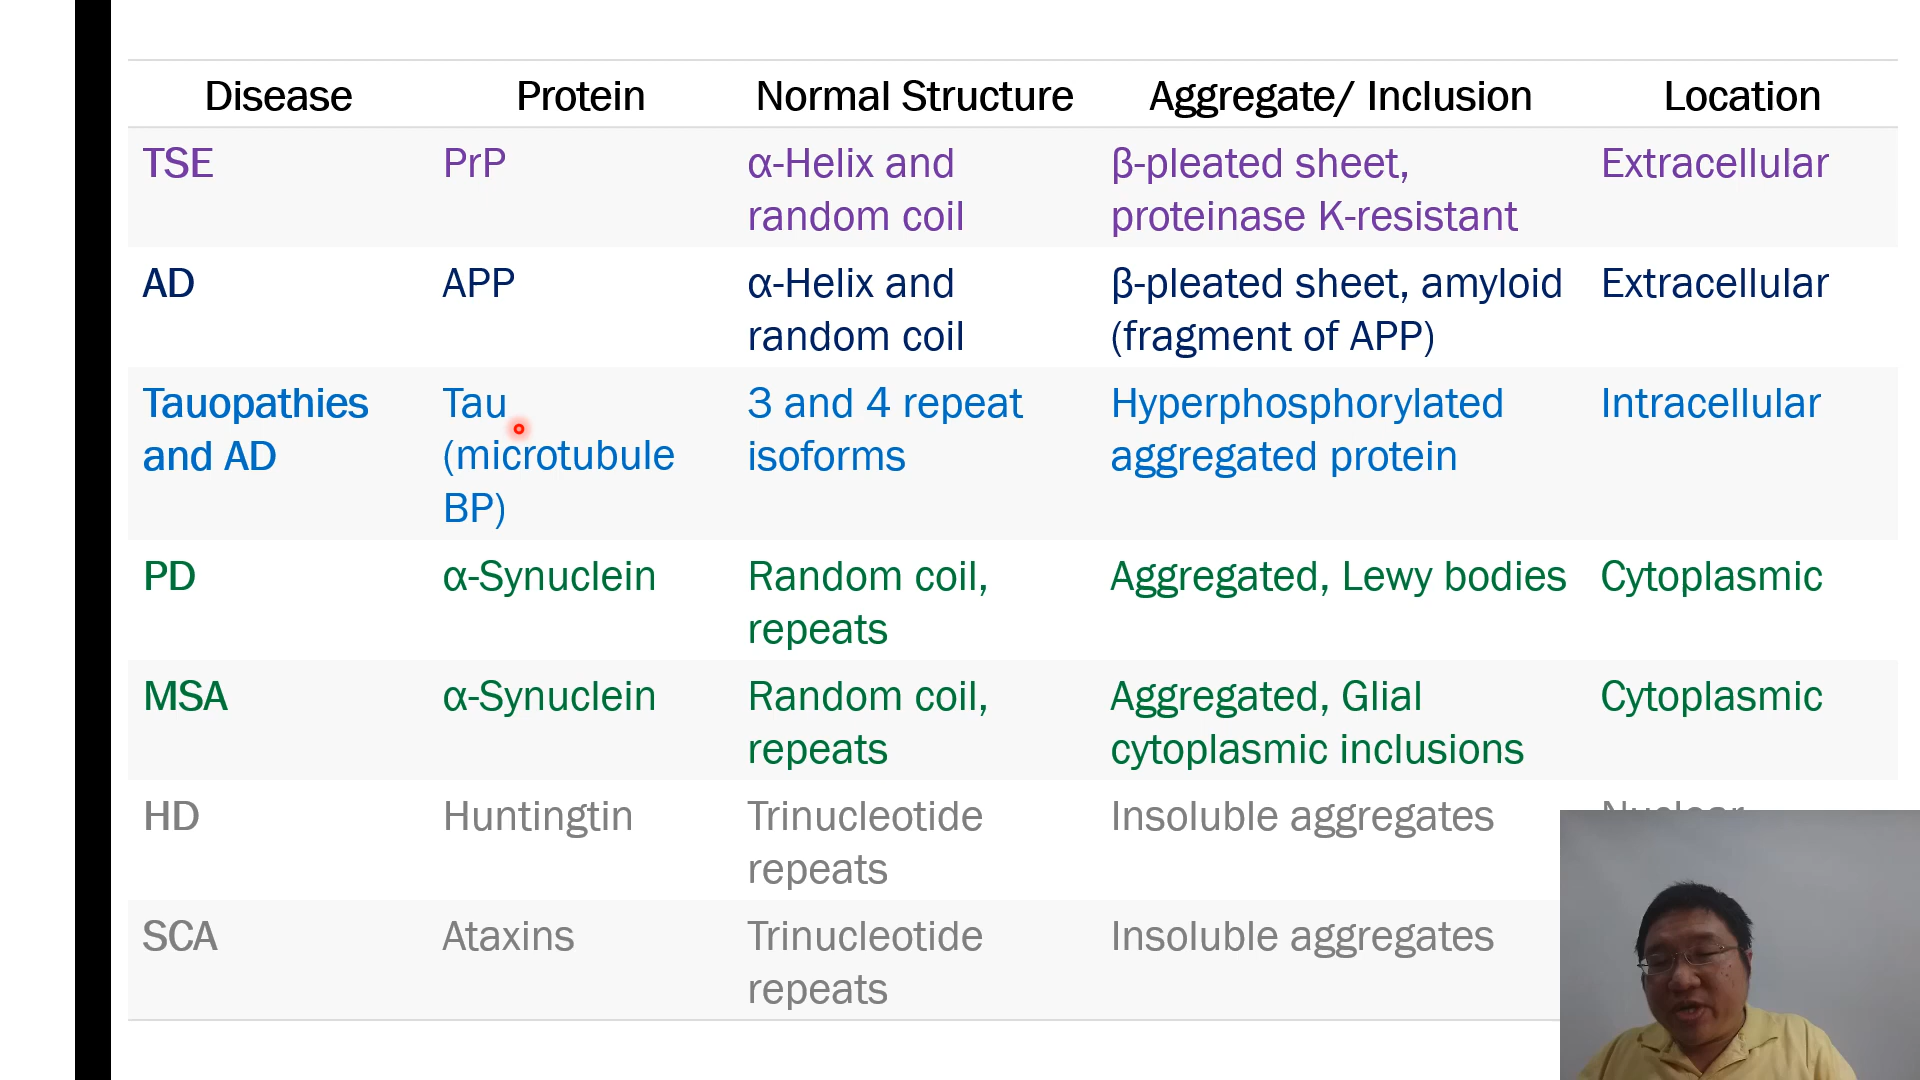 Disease Protein Normal Structure Aggregate/ Inclusion Location
TSE PrP α-Helix and β-pleated sheet, Extracellular
random coil proteinase K-resistant
AD APP α-Helix and β-pleated sheet, amyloid Extracellular
random coil (fragment of APP)
Tauopathies Tau 3 and 4 repeat Hyperphosphorylated Intracellular
and AD (microtubule isoforms aggregated protein
BP)
PD α-Synuclein Random coil, Aggregated, Lewy bodies Cytoplasmic
repeats
MSA α-Synuclein Random coil, Aggregated, Glial Cytoplasmic
repeats cytoplasmic inclusions
HD Huntingtin Trinucleotide Insoluble aggregates
repeats
SCA Ataxins Trinucleotide Insoluble aggregates
repeats